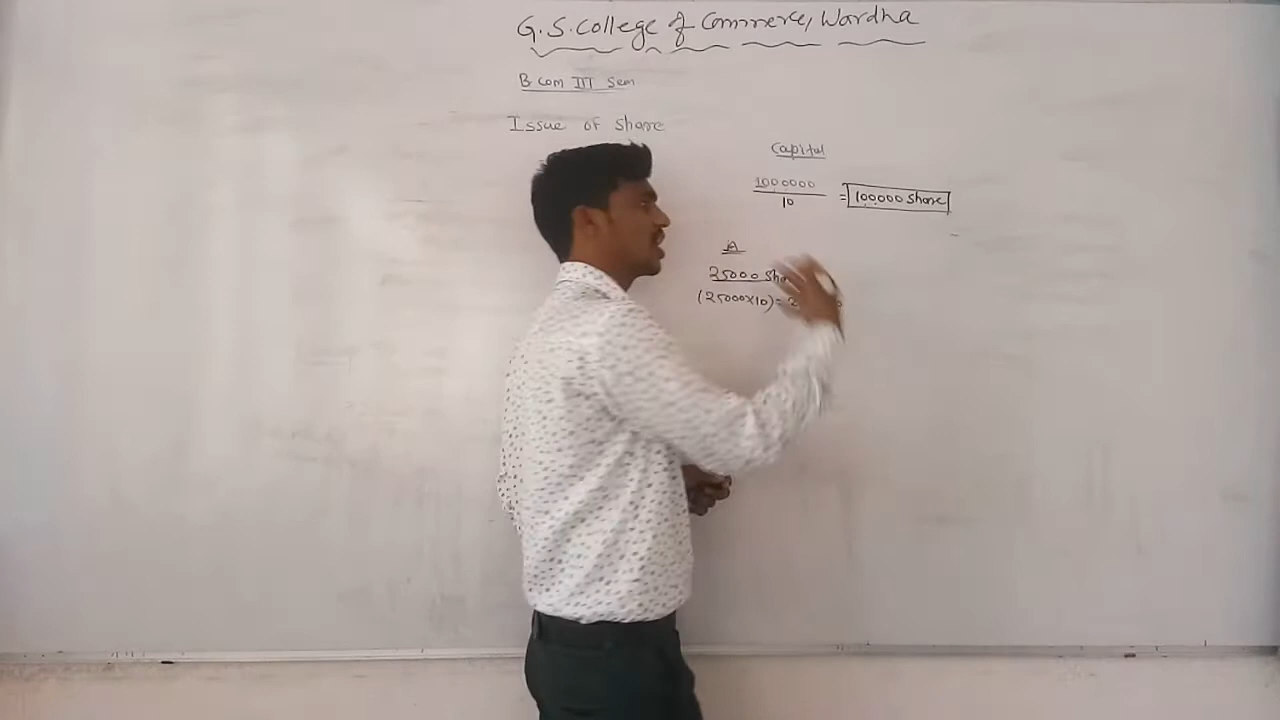 G.S.College of Commerce, Wardha
B com III Sem
Issue of Share
Capital
1000000
10
= 100000 Share
A
25000
(25000x10)=